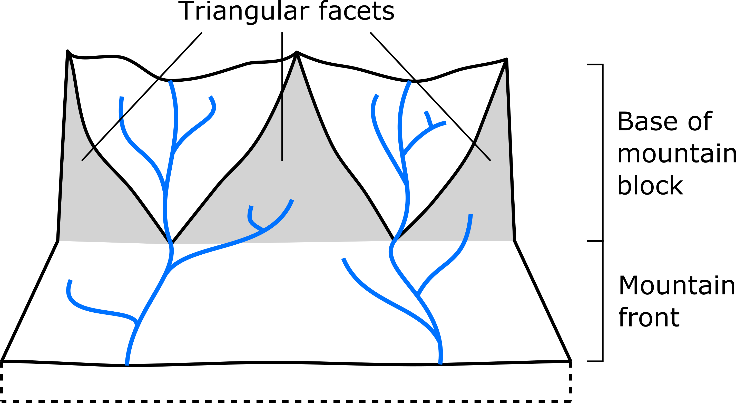 Triangular facets
Base of
mountain
block
Mountain
front